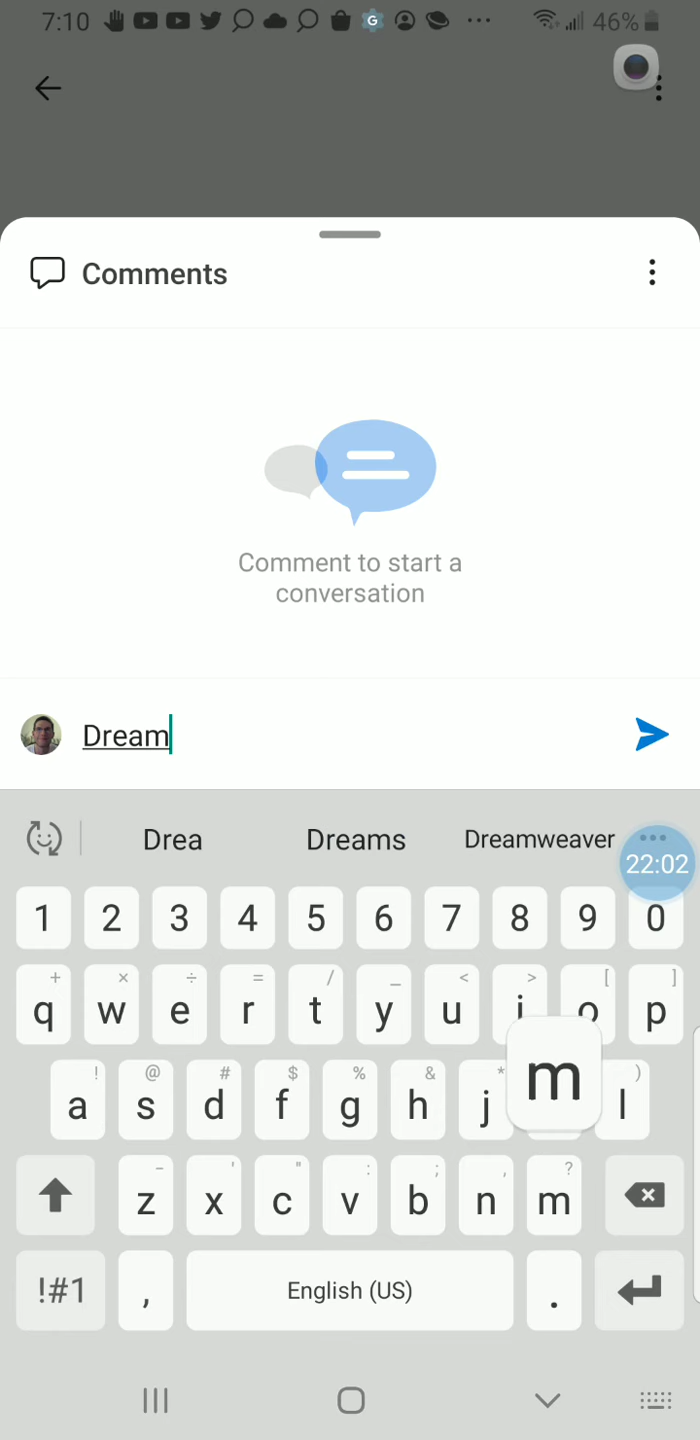 7:10 46%
Comments
Comment to start a
conversation
Dream
Drea Dreams Dreamweaver
22:02
1 2 3 4 5 6 7 8 9 0
+ × ÷ = / _ < > [ ]
q w e r t y u i o p
! @ # $ % & * )
a s d f g h j m l
- ' " : ; , ?
z x c v b n m
!#1 , English (US) .